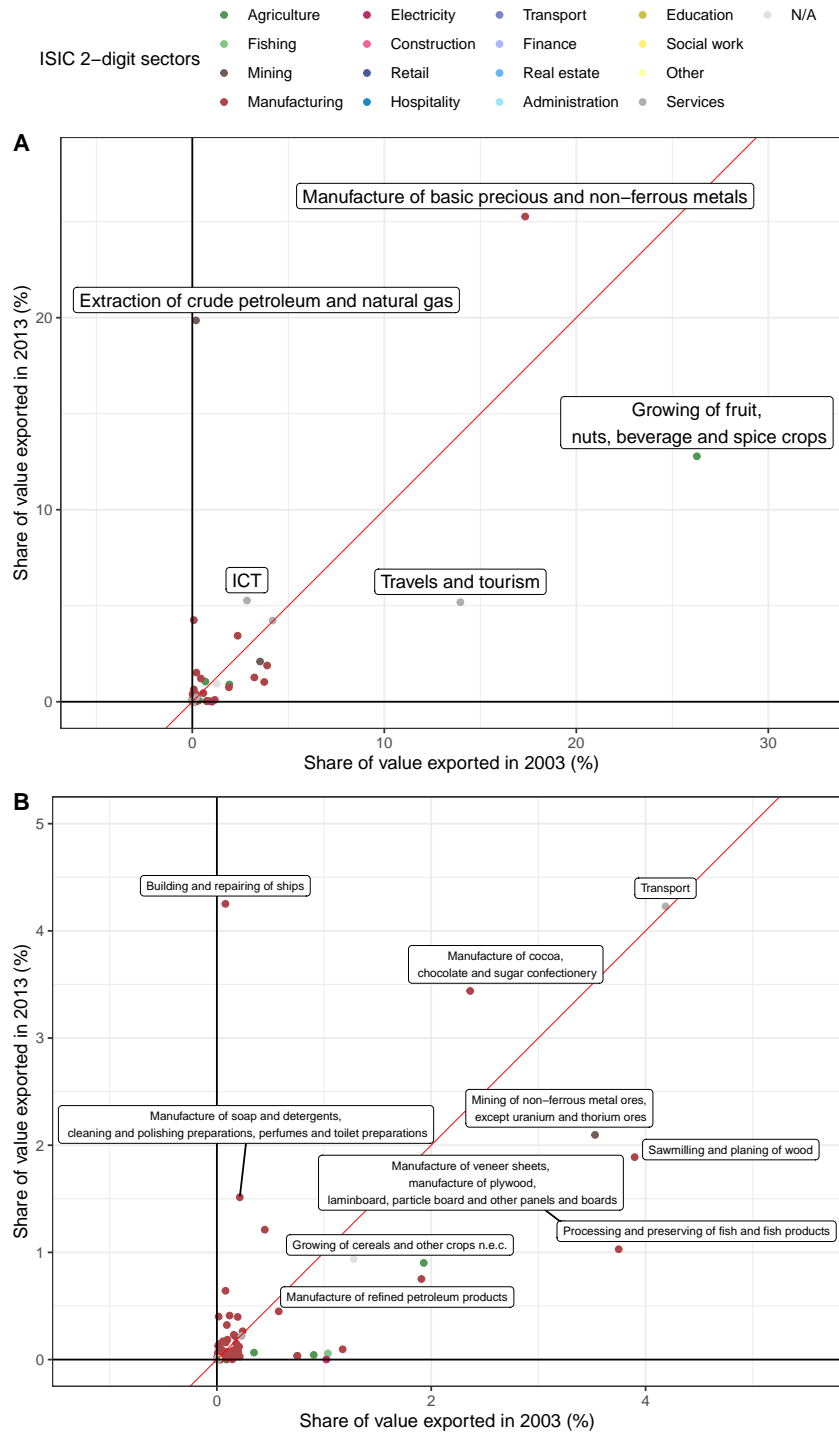 ISIC 2−digit sectors
Agriculture
Fishing
Mining
Manufacturing
Electricity
Construction
Retail
Hospitality
Transport
Finance
Real estate
Administration
Education
Social work
Other
Services
N/A
A
Manufacture of basic precious and non−ferrous metals
Extraction of crude petroleum and natural gas
Growing of fruit,
nuts, beverage and spice crops
ICT
Travels and tourism
Share of value exported in 2013 (%)
20
10
0
0
10
20
30
Share of value exported in 2003 (%)
B
Building and repairing of ships
Transport
Manufacture of cocoa,
chocolate and sugar confectionery
Mining of non−ferrous metal ores,
except uranium and thorium ores
Manufacture of soap and detergents,
cleaning and polishing preparations, perfumes and toilet preparations
Sawmilling and planing of wood
Manufacture of veneer sheets,
manufacture of plywood,
laminboard, particle board and other panels and boards
Processing and preserving of fish and fish products
Growing of cereals and other crops n.e.c.
Manufacture of refined petroleum products
Share of value exported in 2013 (%)
5
4
3
2
1
0
0
2
4
Share of value exported in 2003 (%)